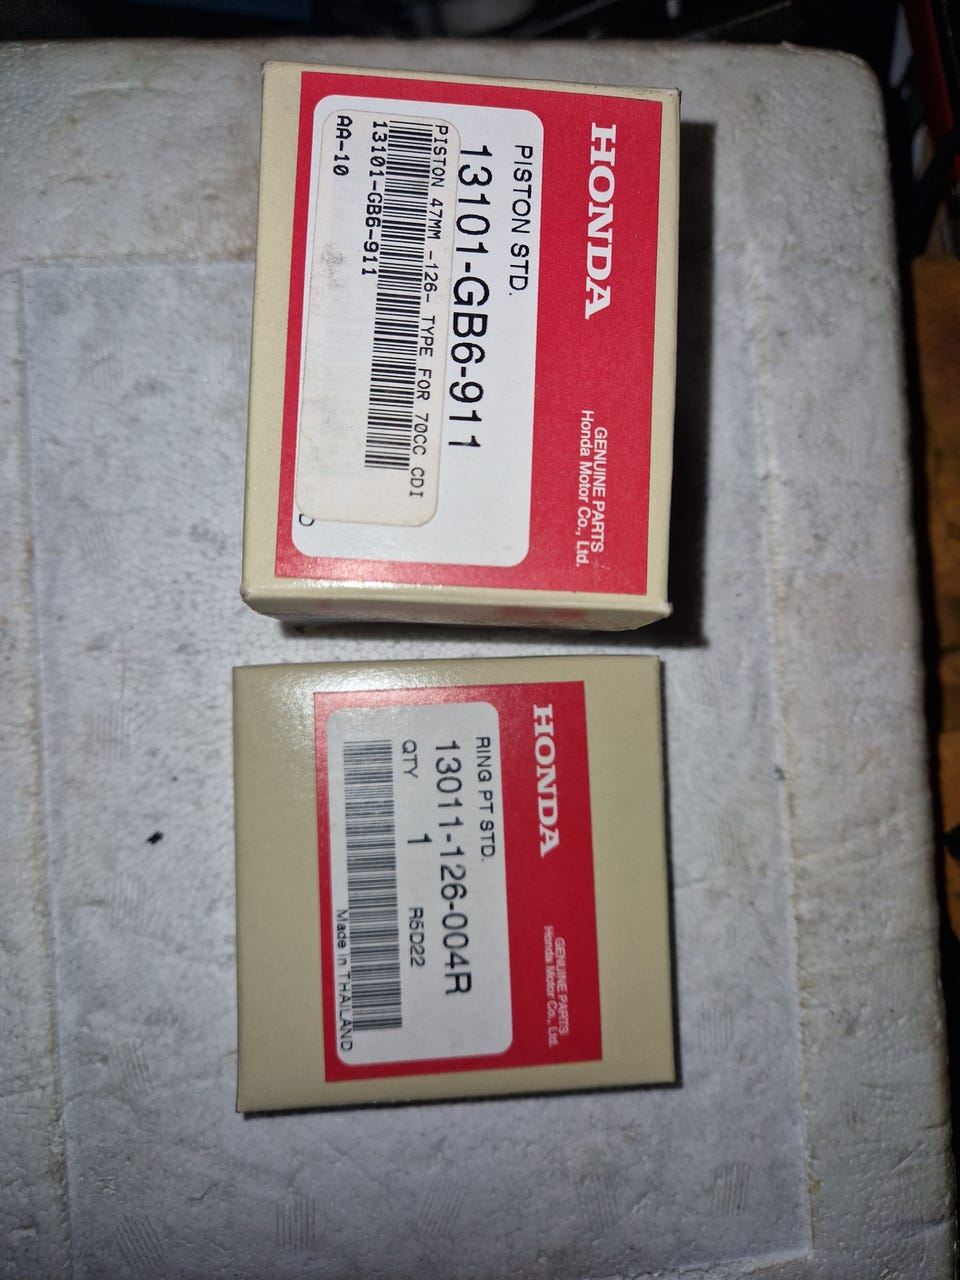 HONDA
GENUINE PARTS
Honda Motor Co., Ltd.
PISTON STD.
13101-GB6-911
PISTON 47MM -126- TYPE FOR 70CC CDI
13101-GB6-911
AA-10
D
HONDA
GENUINE PARTS
Honda Motor Co., Ltd.
RING PT STD.
13011-126-004R
QTY 1 R5D22
Made in THAILAND